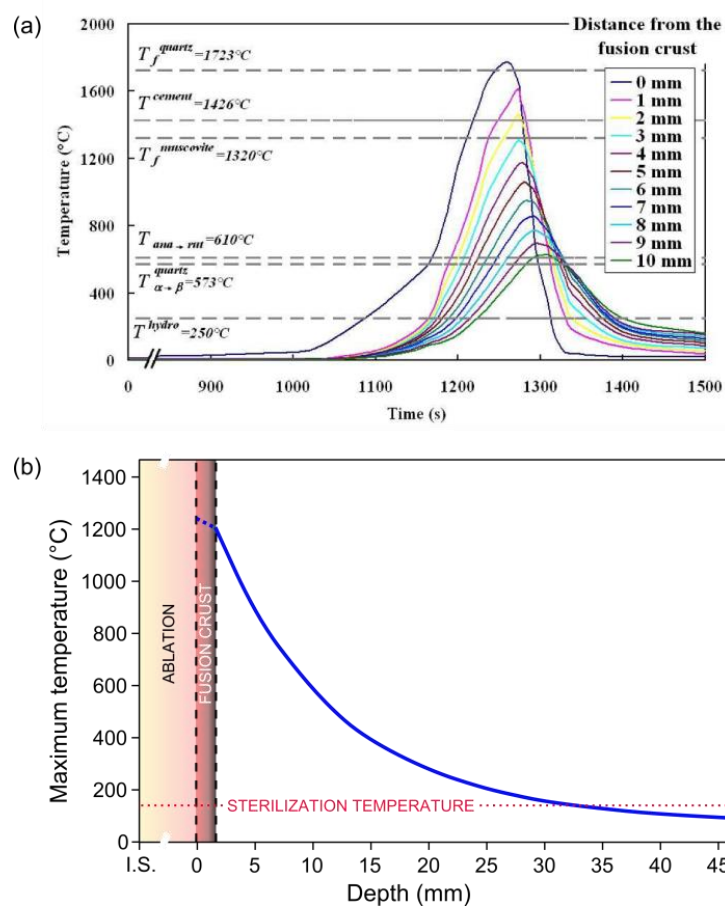 (a)
Distance from the
fusion crust
0 mm
1 mm
2 mm
3 mm
4 mm
5 mm
6 mm
7 mm
8 mm
9 mm
10 mm
Temperature (°C)
2000
1600
1200
800
400
0
T_f^quartz=1723°C
T^cement=1426°C
T_f^muscovite=1320°C
T_ana→rut=610°C
T_α→β^quartz=573°C
T^hydro=250°C
0 900 1000 1100 1200 1300 1400 1500
Time (s)
(b)
Maximum temperature (°C)
1400
1200
1000
800
600
400
200
0
ABLATION
FUSION CRUST
STERILIZATION TEMPERATURE
I.S. 0 5 10 15 20 25 30 35 40 45
Depth (mm)